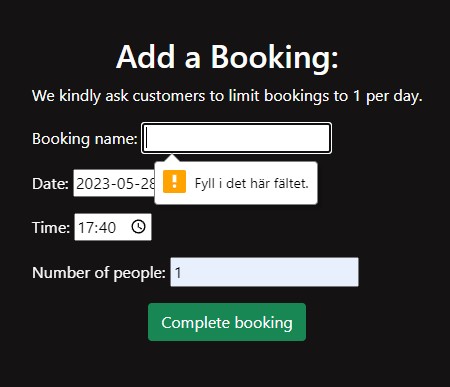 Add a Booking:
We kindly ask customers to limit bookings to 1 per day.
Booking name:
Fyll i det här fältet.
Date: 2023-05-28
Time: 17:40
Number of people: 1
Complete booking